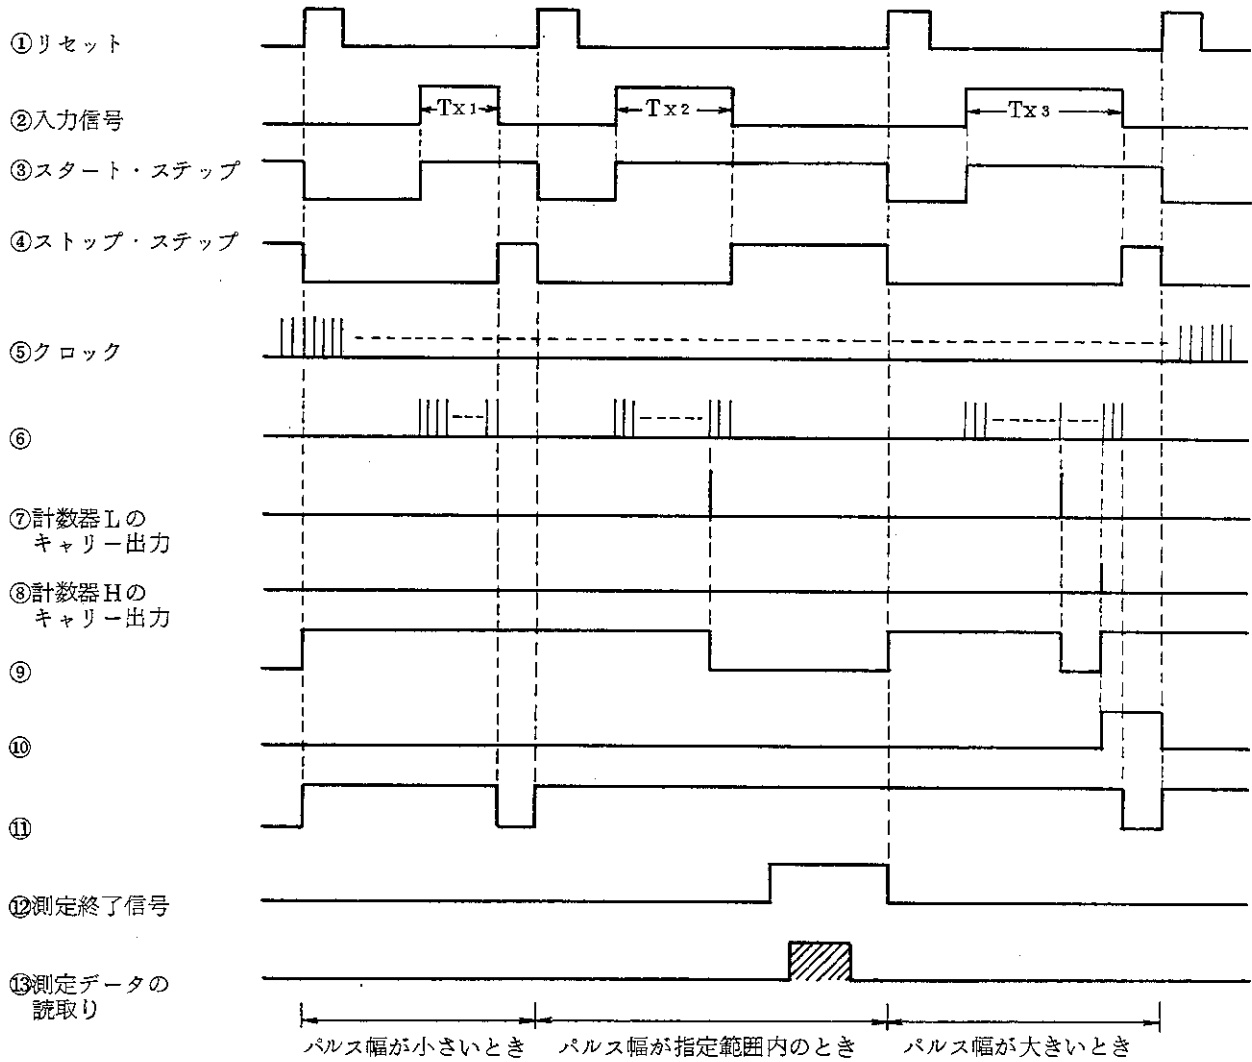 ①リセット
②入力信号
Tx1
Tx2
Tx3
③スタート・ステップ
④ストップ・ステップ
⑤クロック
⑥
⑦計数器Lの
キャリー出力
⑧計数器Hの
キャリー出力
⑨
⑩
⑪
⑫測定終了信号
⑬測定データの
読取り
パルス幅が小さいとき
パルス幅が指定範囲内のとき
パルス幅が大きいとき